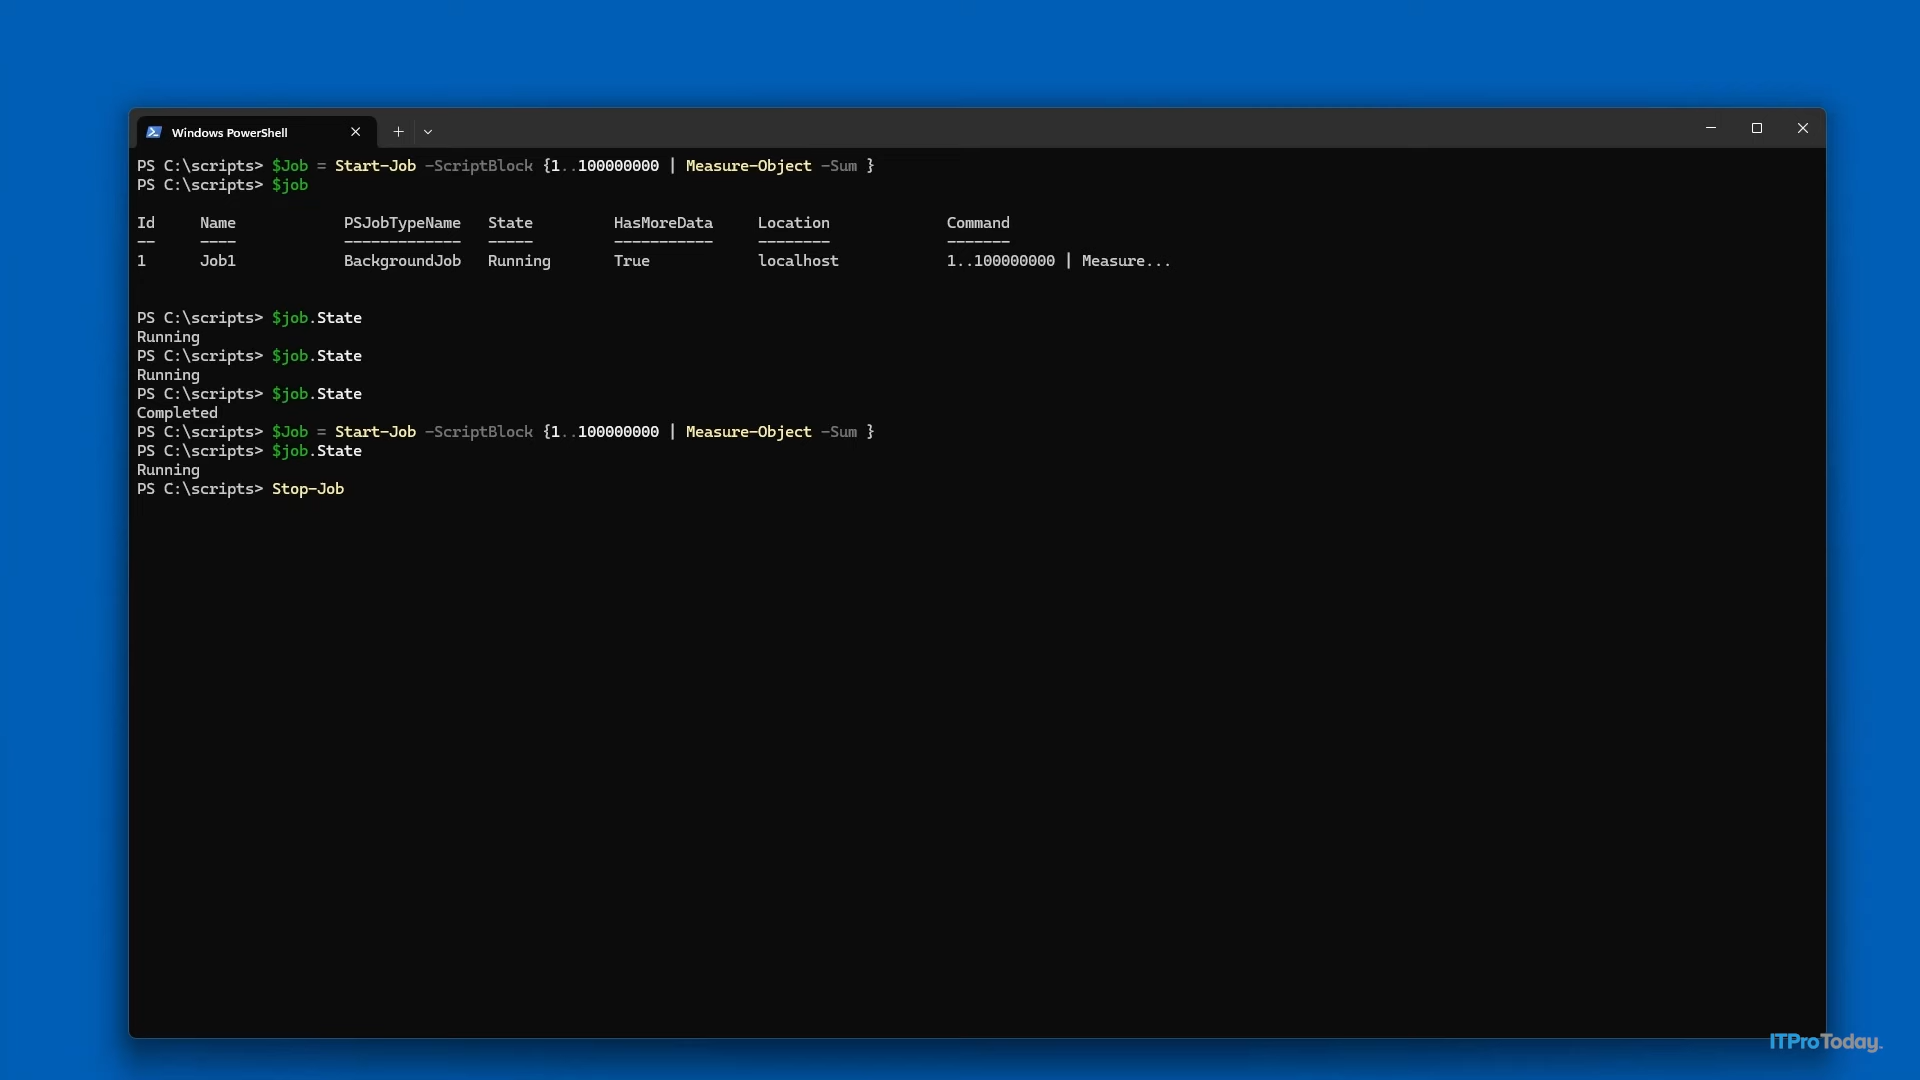 Windows PowerShell
PS C:\scripts> $Job = Start-Job -ScriptBlock {1..100000000 | Measure-Object -Sum }
PS C:\scripts> $job
Id     Name            PSJobTypeName   State         HasMoreData     Location             Command
--     ----            -------------   -----         -----------     --------             -------
1      Job1            BackgroundJob   Running       True            localhost            1..100000000 | Measure...
PS C:\scripts> $job.State
Running
PS C:\scripts> $job.State
Running
PS C:\scripts> $job.State
Completed
PS C:\scripts> $Job = Start-Job -ScriptBlock {1..100000000 | Measure-Object -Sum }
PS C:\scripts> $job.State
Running
PS C:\scripts> Stop-Job
ITProToday.